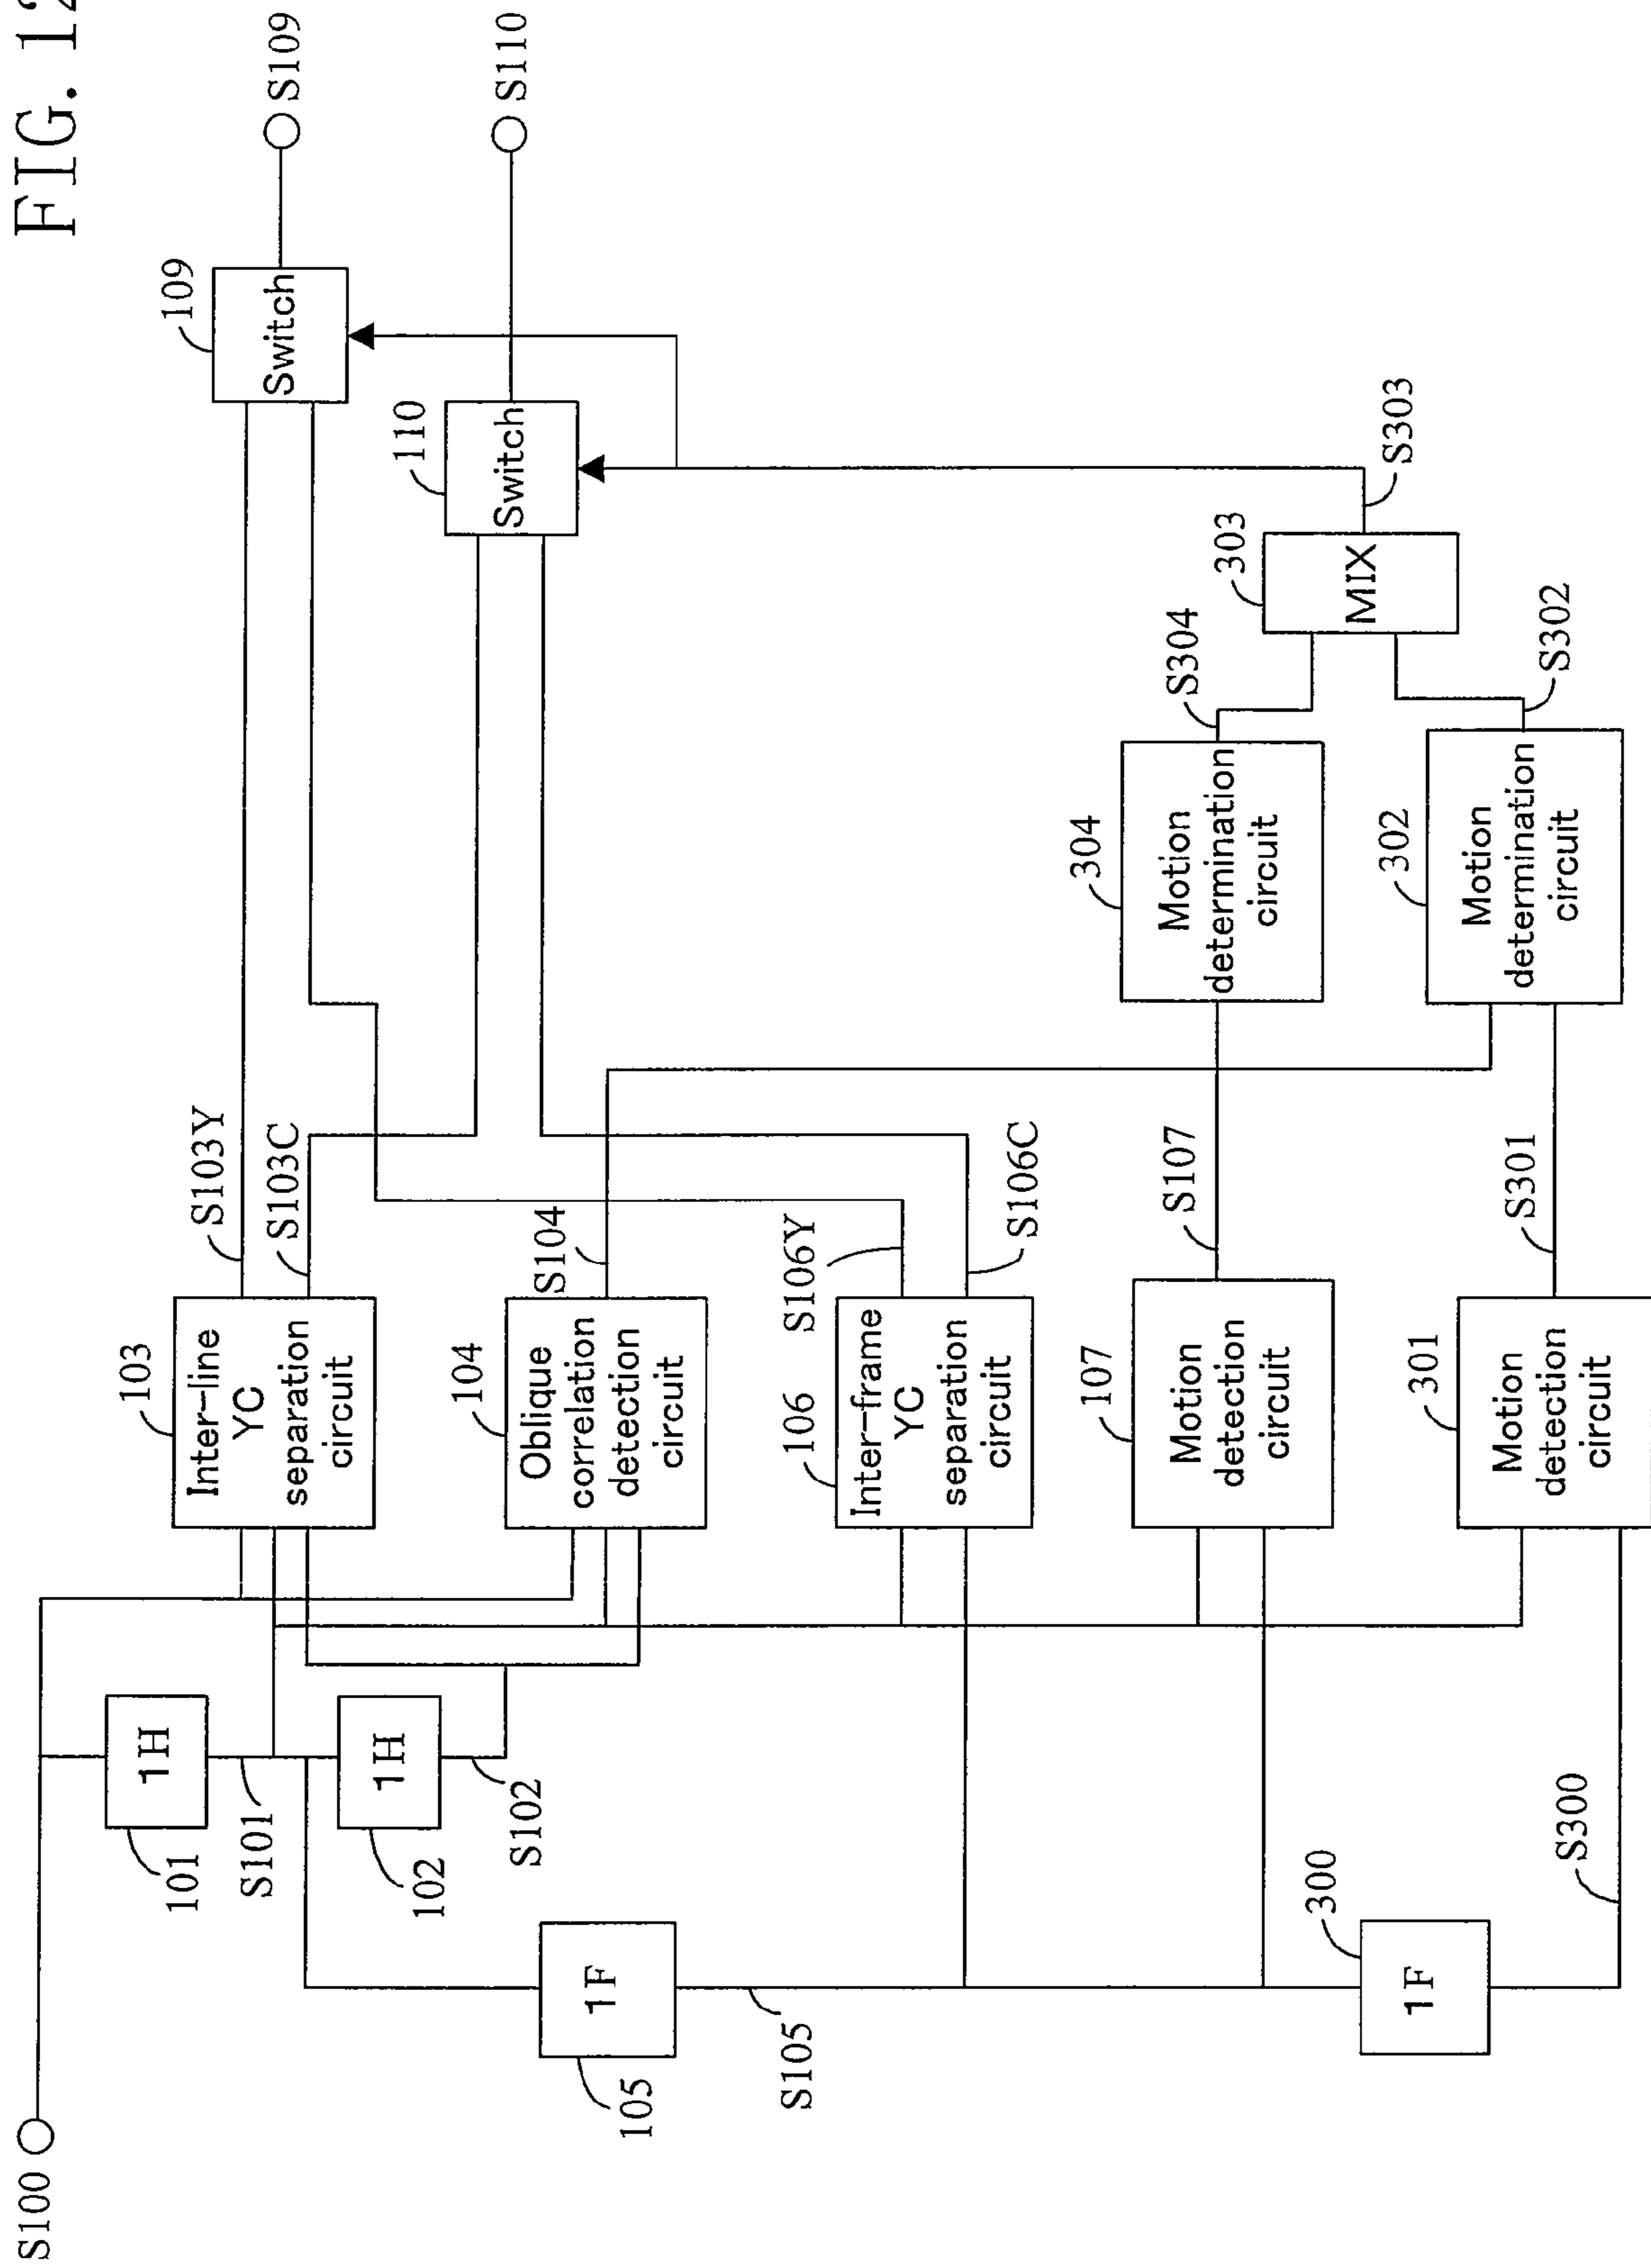 FIG. 12
S100
101
1H
S101
102
1H
S102
105
1F
S105
300
1F
S300
103
Inter-line
YC
separation
circuit
S103Y
S103C
104
Oblique
correlation
detection
circuit
S104
106
Inter-frame
YC
separation
circuit
S106Y
S106C
107
Motion
detection
circuit
S107
301
Motion
detection
circuit
S301
304
Motion
determination
circuit
S304
302
Motion
determination
circuit
S302
303
MIX
S303
109
Switch
S109
110
Switch
S110